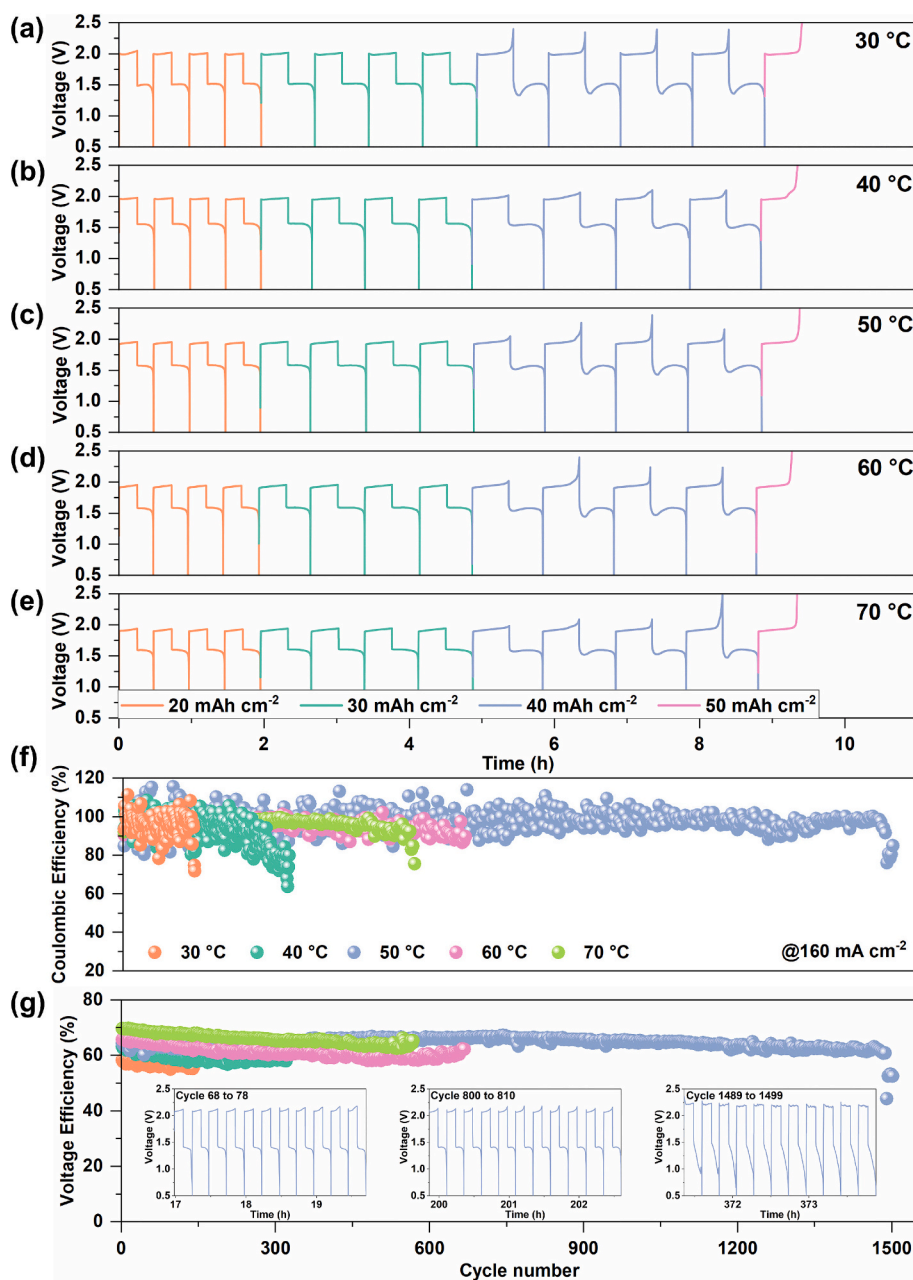 (a)
30 °C
2.5
2.0
1.5
1.0
0.5
Voltage (V)
(b)
40 °C
2.5
2.0
1.5
1.0
0.5
Voltage (V)
(c)
50 °C
2.5
2.0
1.5
1.0
0.5
Voltage (V)
(d)
60 °C
2.5
2.0
1.5
1.0
0.5
Voltage (V)
(e)
70 °C
2.5
2.0
1.5
1.0
0.5
Voltage (V)
20 mAh cm⁻² 30 mAh cm⁻² 40 mAh cm⁻² 50 mAh cm⁻²
0 2 4 6 8 10
Time (h)
(f)
120
100
80
60
40
20
Coulombic Efficiency (%)
30 °C 40 °C 50 °C 60 °C 70 °C @160 mA cm⁻²
(g)
80
60
40
20
0
Voltage Efficiency (%)
Cycle 68 to 78
2.5
2.0
1.5
1.0
0.5
Voltage (V)
17 18 19
Time (h)
Cycle 800 to 810
2.5
2.0
1.5
1.0
0.5
Voltage (V)
200 201 202
Time (h)
Cycle 1489 to 1499
2.5
2.0
1.5
1.0
0.5
Voltage (V)
372 373
Time (h)
0 300 600 900 1200 1500
Cycle number